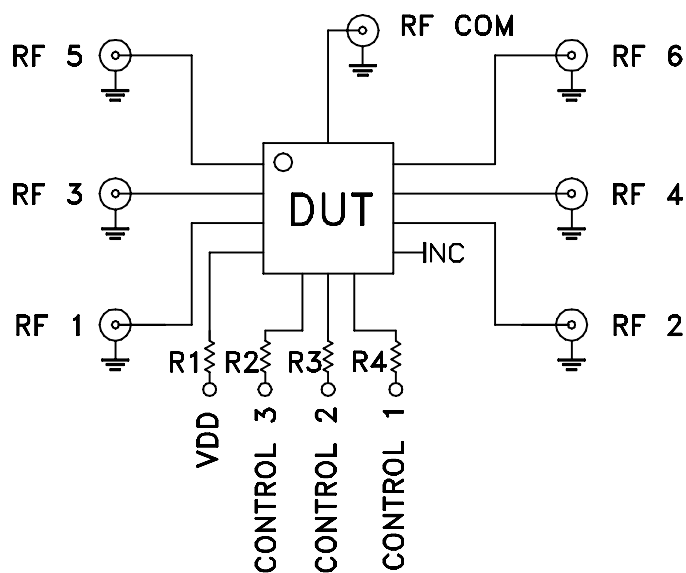 RF COM
RF 5
RF 6
RF 3
DUT
RF 4
NC
RF 1
RF 2
R1
R2
R3
R4
VDD
CONTROL 3
CONTROL 2
CONTROL 1